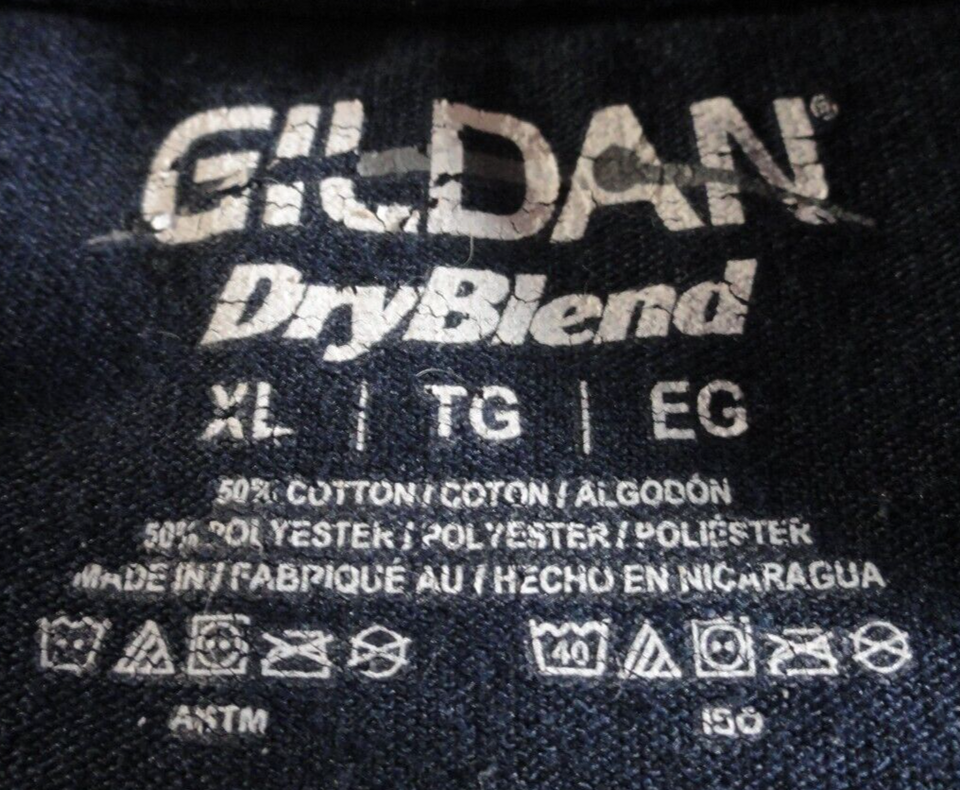 GILDAN®
DryBlend
XL | TG | EG
50% COTTON / COTON / ALGODÓN
50% POLYESTER / POLYESTER / POLIÉSTER
MADE IN / FABRIQUÉ AU / HECHO EN NICARAGUA
40
ASTM ISO